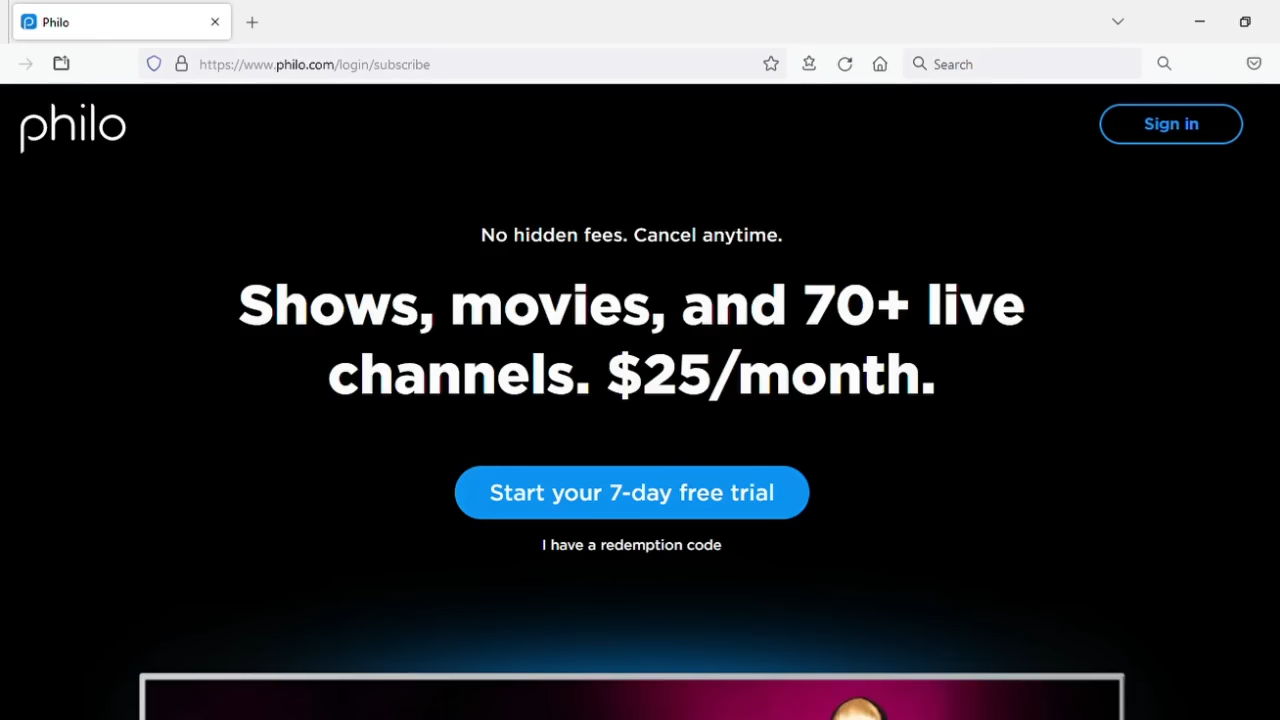 Philo
https://www.philo.com/login/subscribe
Search
philo
Sign in
No hidden fees. Cancel anytime.
Shows, movies, and 70+ live
channels. $25/month.
Start your 7-day free trial
I have a redemption code